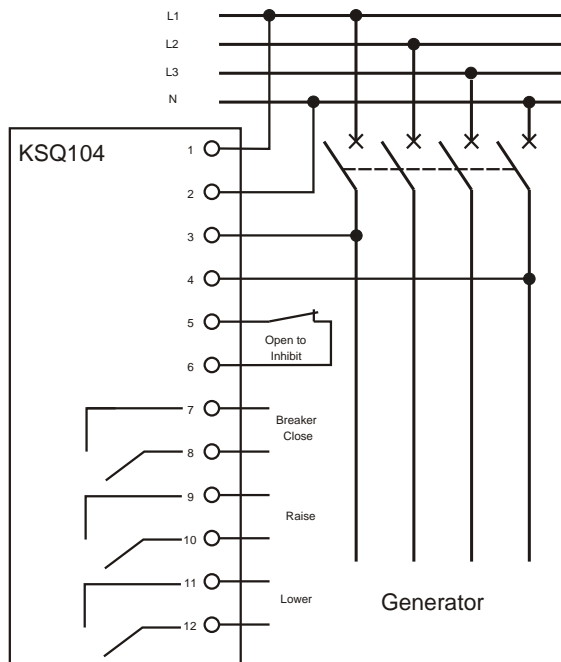 L1
L2
L3
N
KSQ104
1
2
3
4
5
Open to
Inhibit
6
7
Breaker
Close
8
9
Raise
10
11
Lower
Generator
12